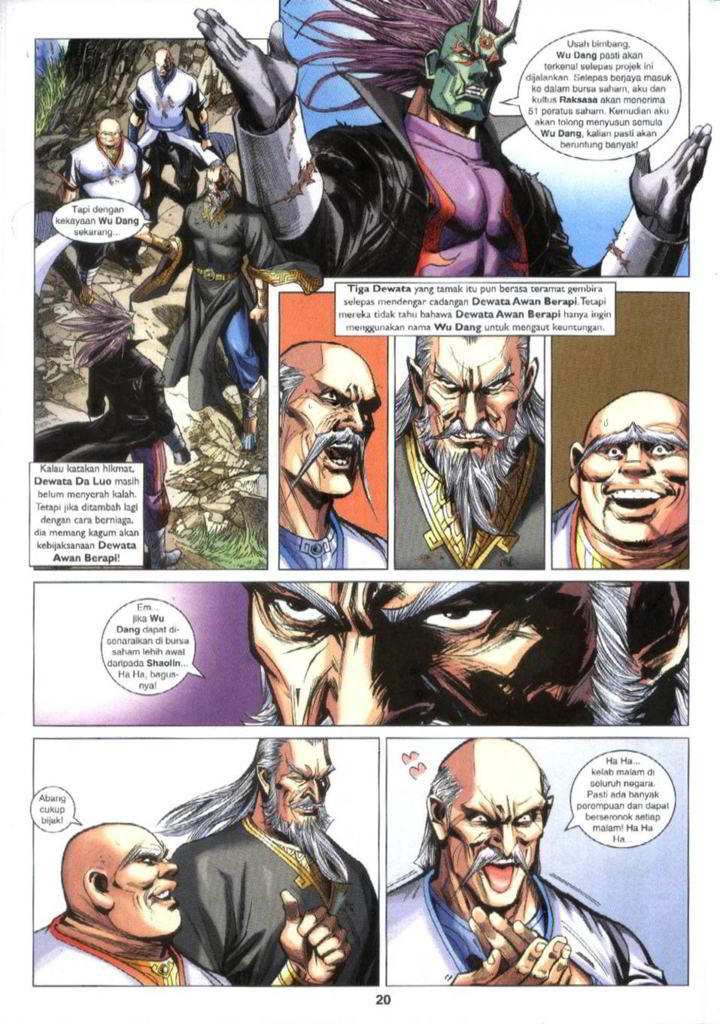 Tapi dengan
kekayaan Wu Dang
sekarang...
Usah bimbang,
Wu Dang pasti akan
terkenal selepas projek ini
dijalankan. Selepas berjaya masuk
ke dalam bursa saham, aku dan
kultus Raksasa akan menerima
51 peratus saham. Kemudian aku
akan tolong menyusun semula
Wu Dang, kalian pasti akan
beruntung banyak!
Kalau katakan hikmat,
Dewata Da Luo masih
belum menyerah kalah.
Tetapi jika ditambah lagi
dengan cara berniaga,
dia memang kagum akan
kebijaksanaan Dewata
Awan Berapi!
Tiga Dewata yang tamak itu pun berasa teramat gembira
selepas mendengar cadangan Dewata Awan Berapi. Tetapi
mereka tidak tahu bahawa Dewata Awan Berapi hanya ingin
menggunakan nama Wu Dang untuk mengaut keuntungan.
Em...
jika Wu
Dang dapat di-
senaraikan di bursa
saham lebih awal
daripada Shaolin...
Ha Ha, bagus-
nya!
Abang
cukup
bijak!
Ha Ha...
kelab malam di
seluruh negara.
Pasti ada banyak
perempuan dan dapat
berseronok setiap
malam! Ha Ha
Ha...
20